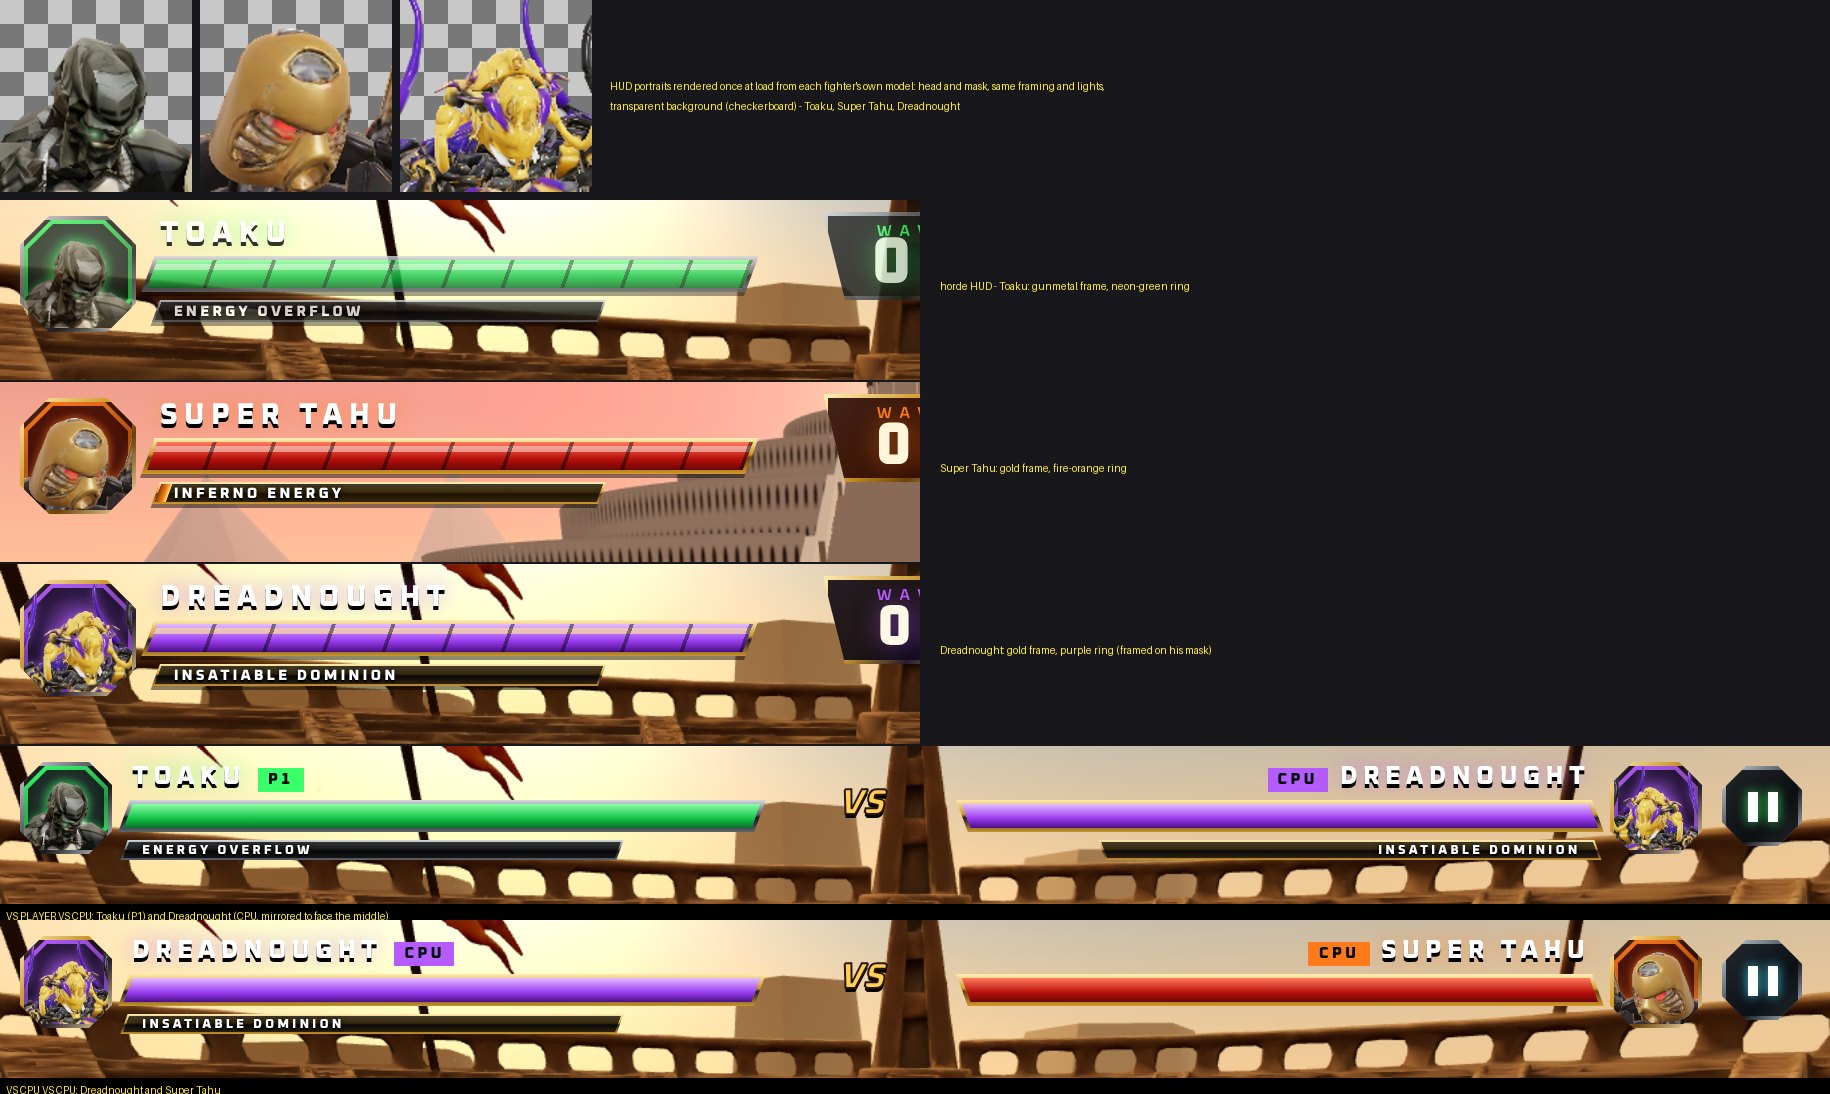 HUD portraits rendered once at load from each fighter's own model: head and mask, same framing and lights,
transparent background (checkerboard) - Toaku, Super Tahu, Dreadnought
TOAKU
WAV
0
ENERGY OVERFLOW
horde HUD - Toaku: gunmetal frame, neon-green ring
SUPER TAHU
WAV
0
INFERNO ENERGY
Super Tahu: gold frame, fire-orange ring
DREADNOUGHT
WAV
0
INSATIABLE DOMINION
Dreadnought: gold frame, purple ring (framed on his mask)
TOAKU P1
VS
CPU DREADNOUGHT
ENERGY OVERFLOW
INSATIABLE DOMINION
VS PLAYER VS CPU: Toaku (P1) and Dreadnought (CPU, mirrored to face the middle)
DREADNOUGHT CPU
VS
CPU SUPER TAHU
INSATIABLE DOMINION
VS CPU VS CPU: Dreadnought and Super Tahu